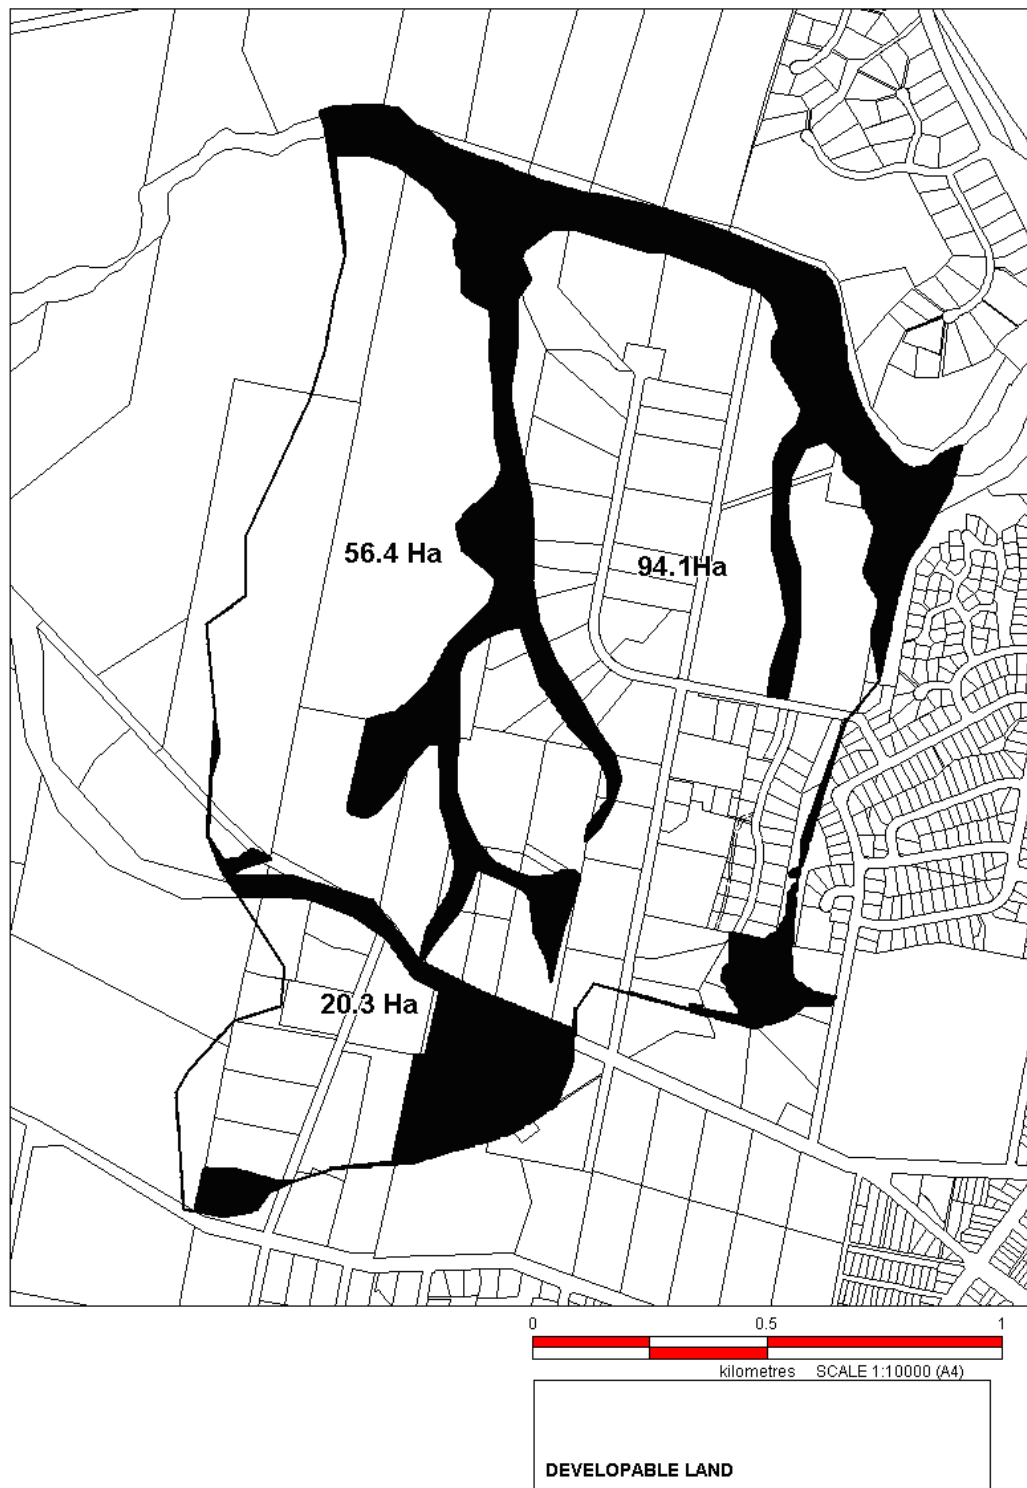 56.4 Ha
94.1Ha
20.3 Ha
0 0.5 1
kilometres SCALE 1:10000 (A4)
DEVELOPABLE LAND